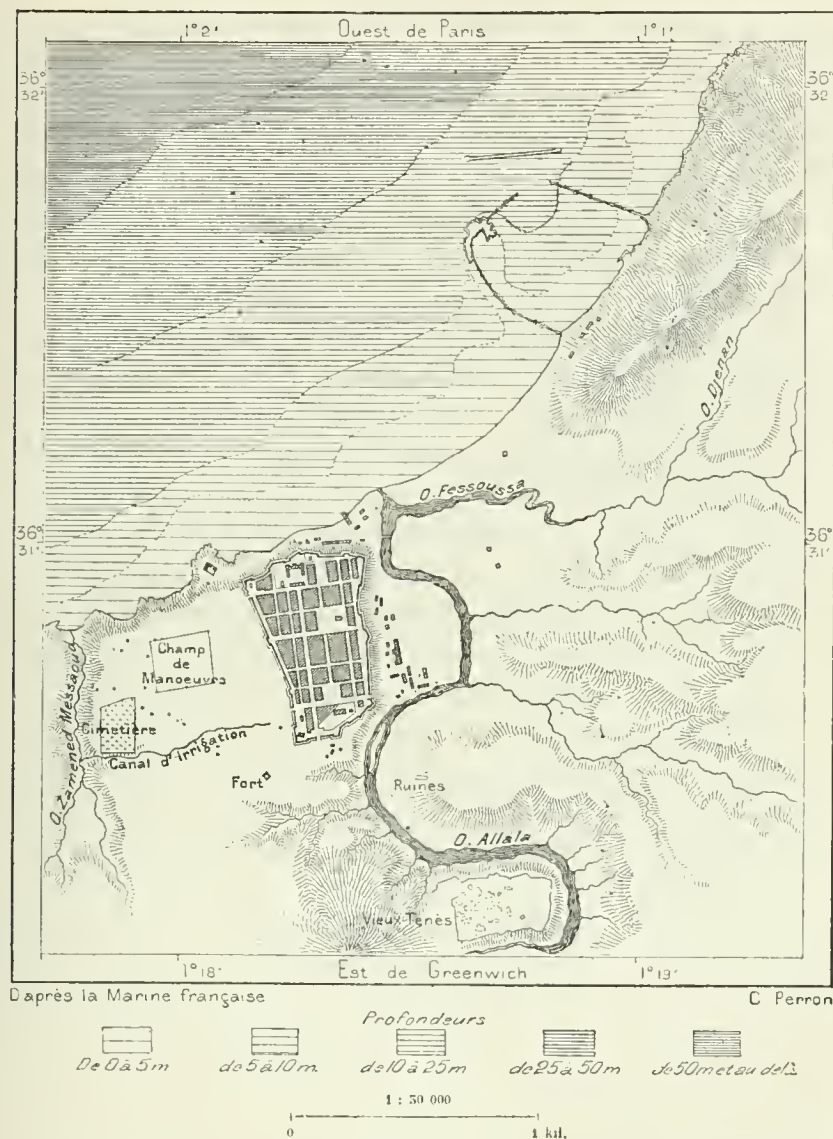 1°2' Ouest de Paris 1°1'
36° 32'
36° 32'
O. Djenan
O. Fessoussa
36° 31'
36° 31'
Champ
de
Manoeuvre
O. Zamened Messaoud
Cimetière
Canal d'Irrigation
Fort
Ruines
O. Allala
Vieux-Ténès
1°18' Est de Greenwich 1°19'
D'après la Marine française C. Perron
Profondeurs
De 0 à 5 m de 5 à 10 m. de 10 à 25 m de 25 à 50 m de 50 m et au delà
1 : 30 000
0 1 kil.